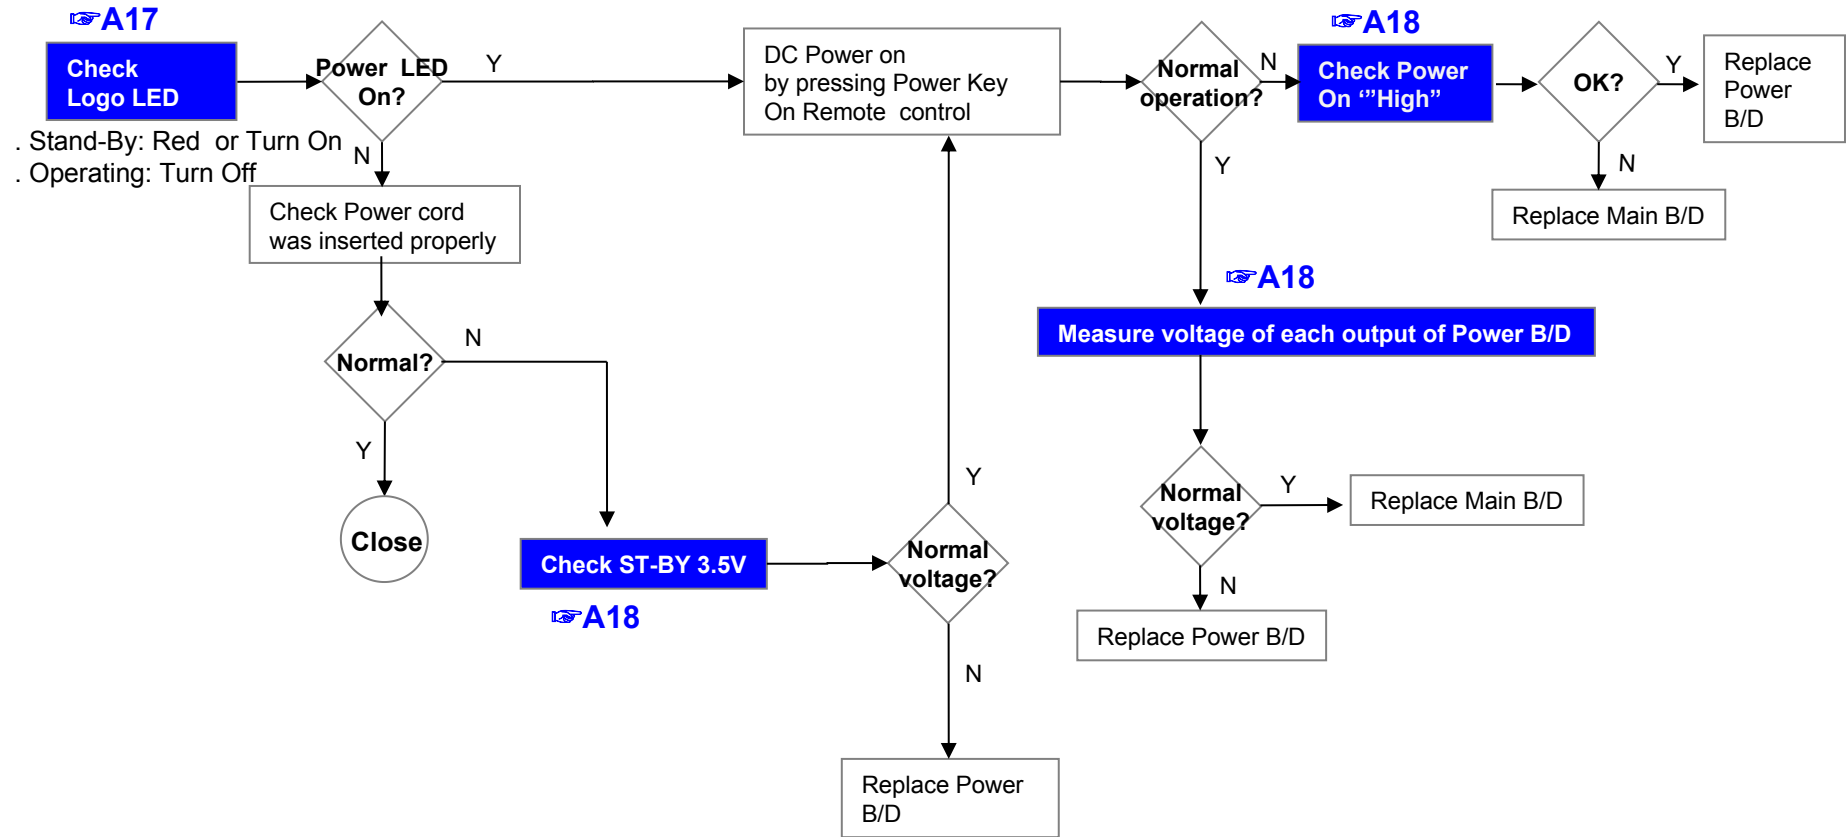 ☞A17
Check
Logo LED
. Stand-By: Red or Turn On
. Operating: Turn Off
Power LED
On?
Y
N
Check Power cord
was inserted properly
Normal?
N
Y
Close
Check ST-BY 3.5V
☞A18
Normal
voltage?
Y
N
Replace Power
B/D
DC Power on
by pressing Power Key
On Remote control
Normal
operation?
N
Y
☞A18
Check Power
On ‘”High”
OK?
Y
Replace
Power
B/D
N
Replace Main B/D
☞A18
Measure voltage of each output of Power B/D
Normal
voltage?
Y
Replace Main B/D
N
Replace Power B/D